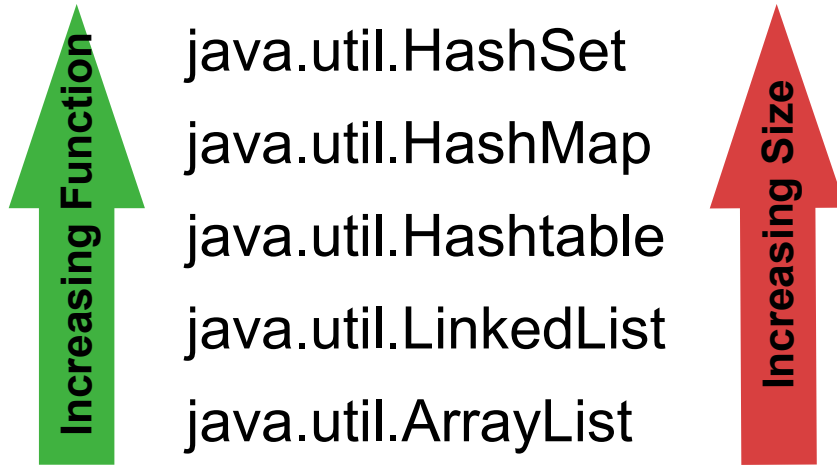 Increasing Function
java.util.HashSet
java.util.HashMap
java.util.Hashtable
java.util.LinkedList
java.util.ArrayList
Increasing Size